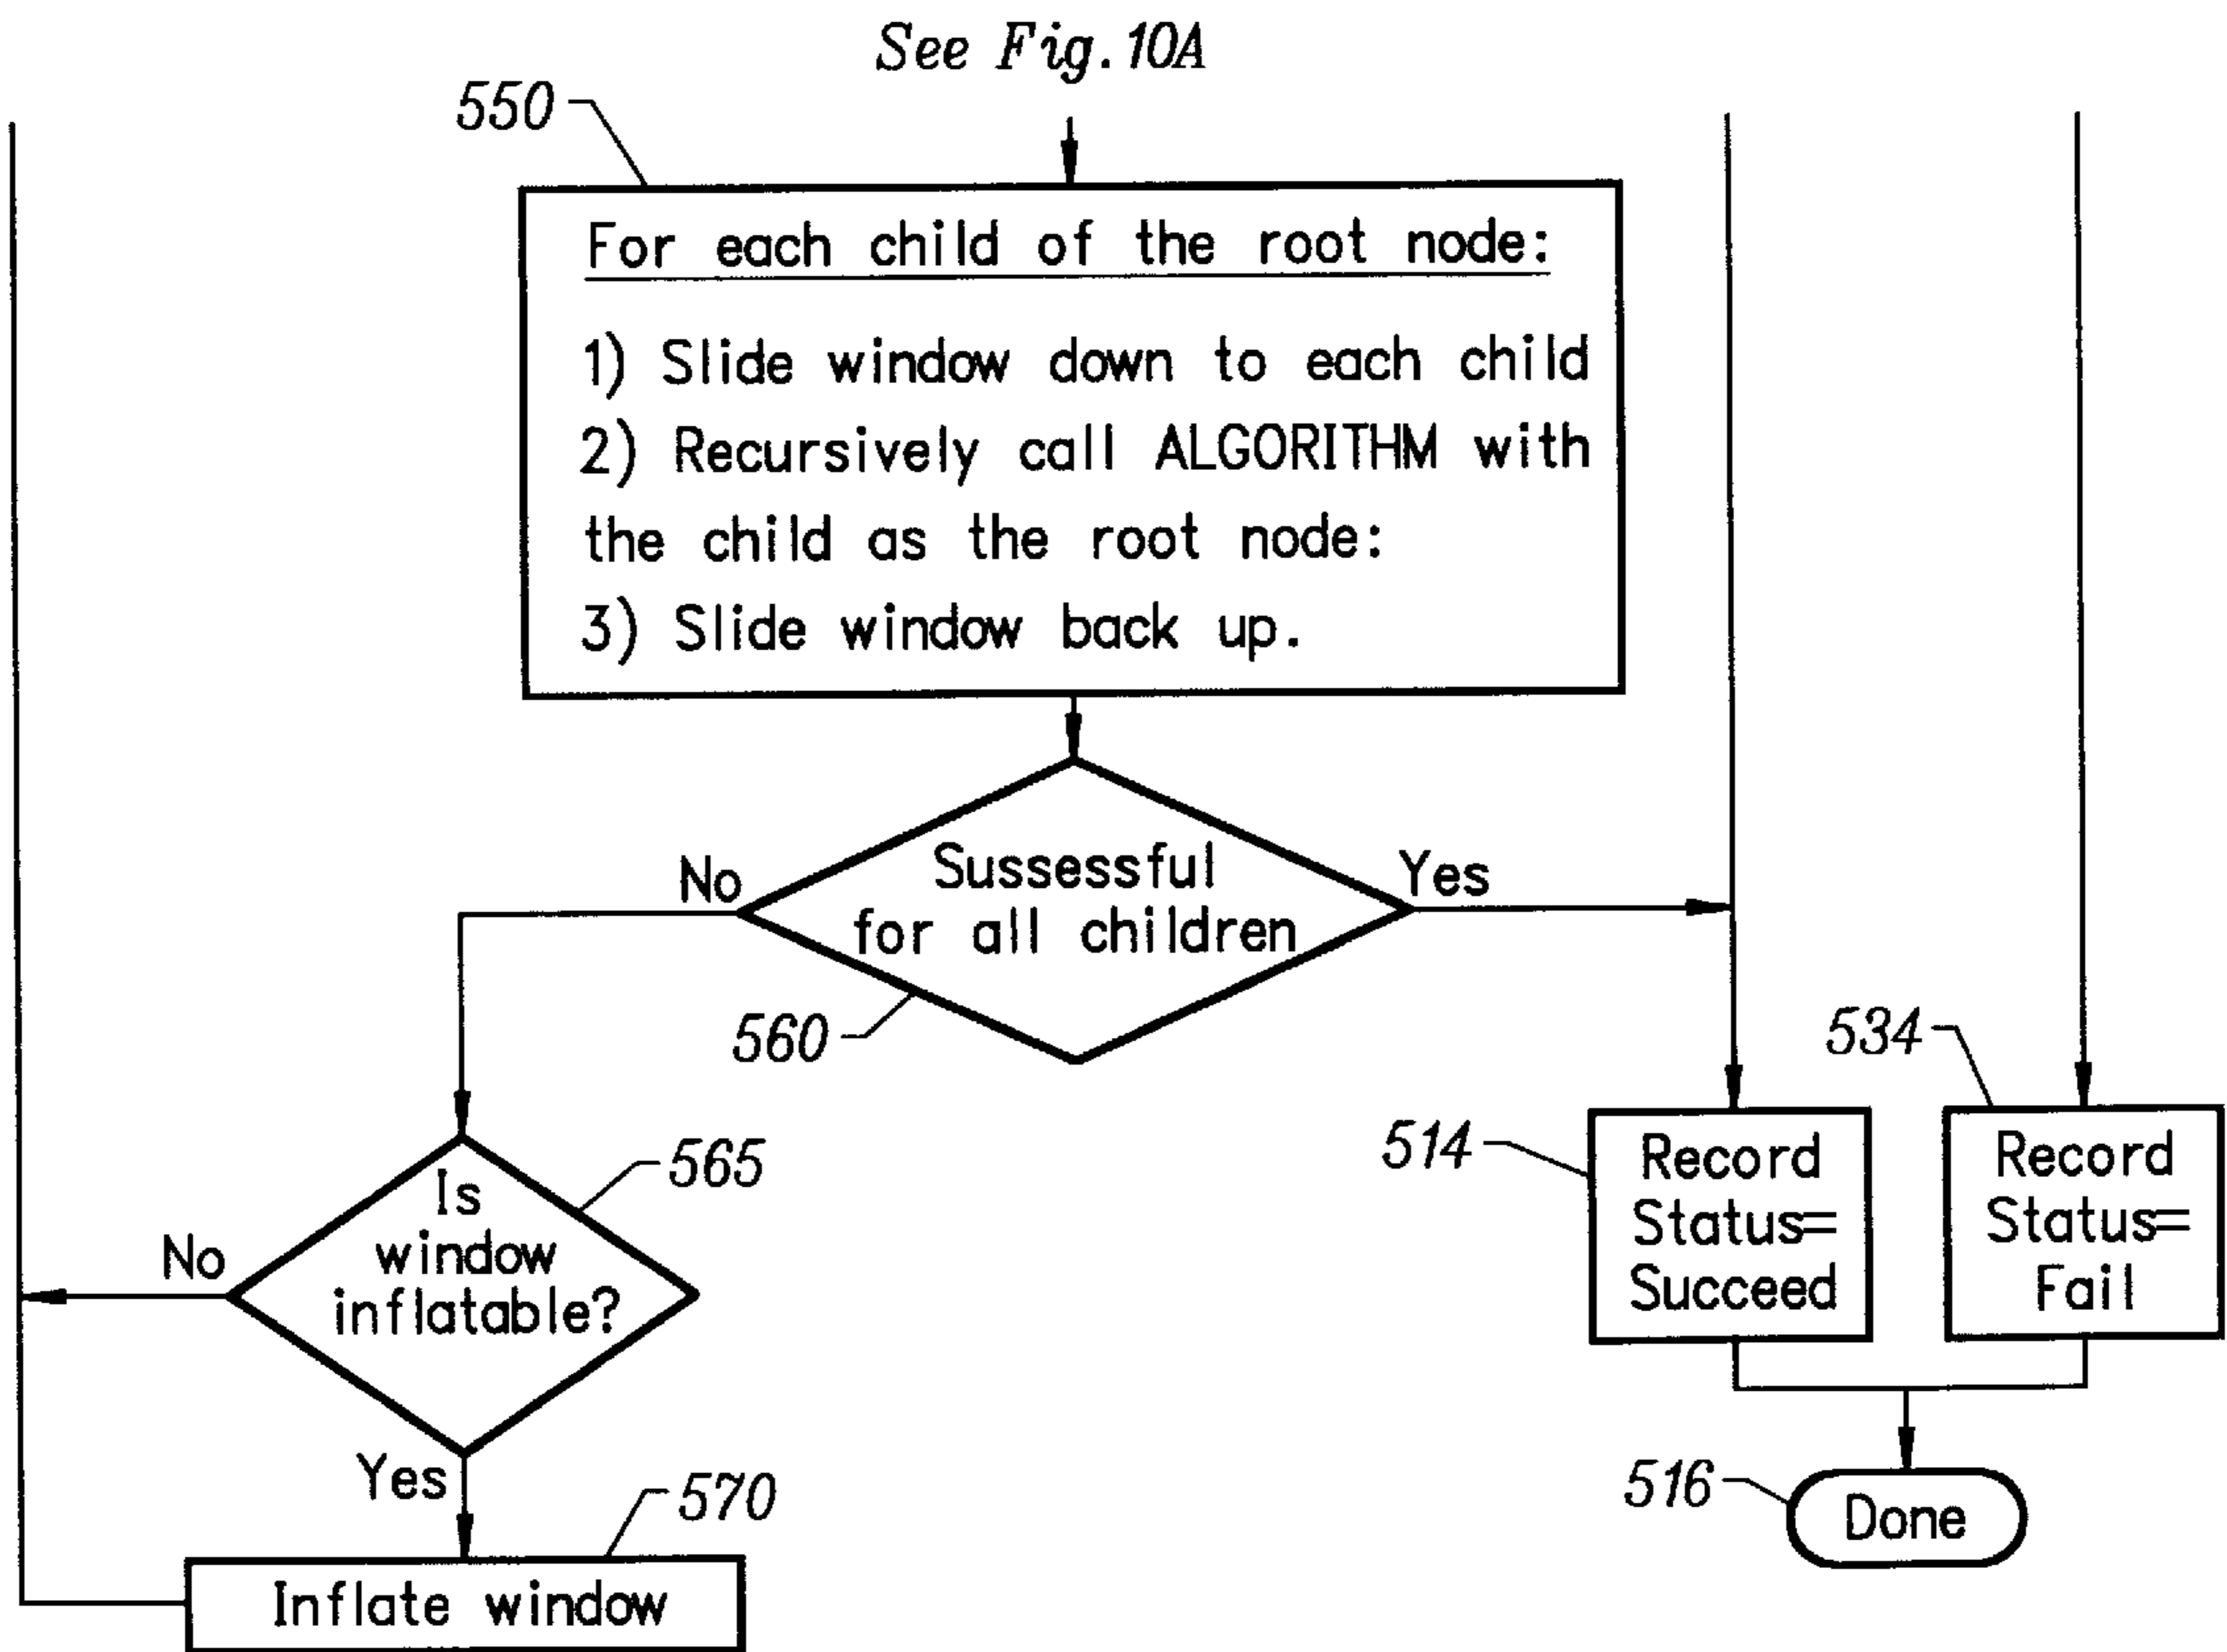 See Fig. 10A
550
For each child of the root node:
1) Slide window down to each child
2) Recursively call ALGORITHM with
the child as the root node:
3) Slide window back up.
No
Sussessful
for all children
Yes
560
534
514
Record
Status=
Succeed
Record
Status=
Fail
565
Is
window
inflatable?
No
Yes
570
Inflate window
516
Done